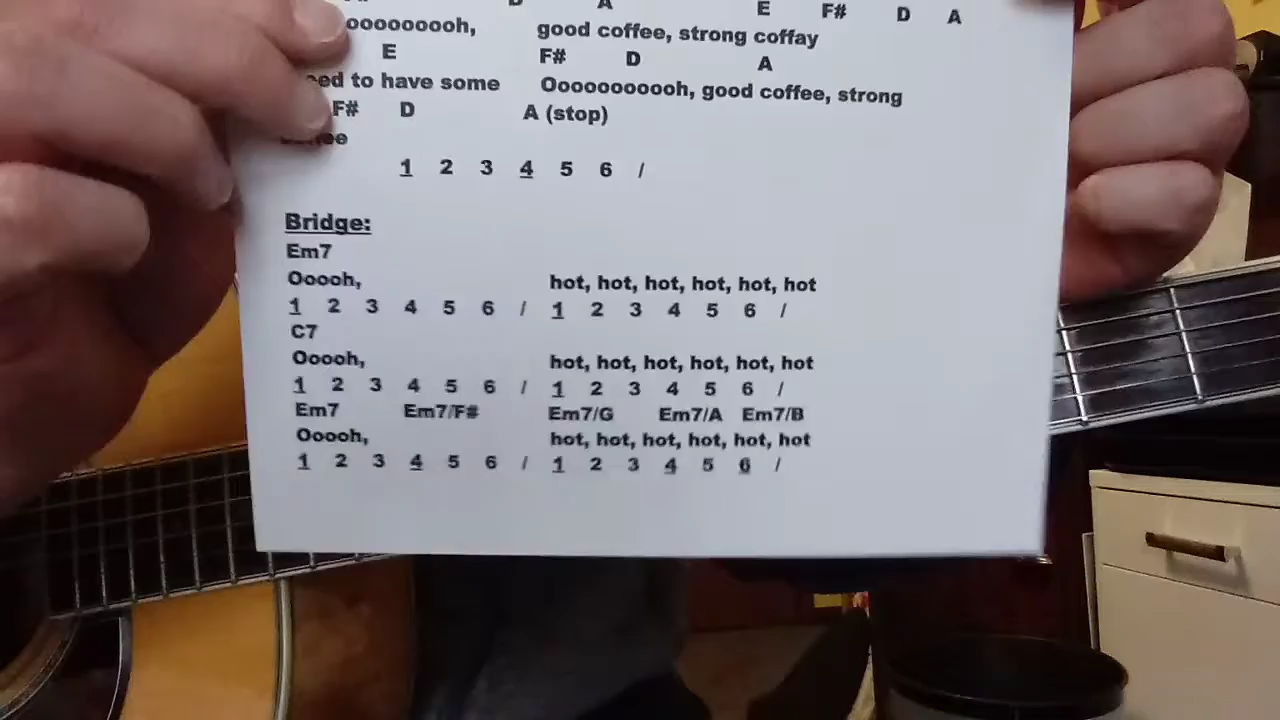 A E F# D A
ooooooooh, good coffee, strong coffay
E F# D A
to have some Ooooooooooh, good coffee, strong
F# D A (stop)
1 2 3 4 5 6 /
Bridge:
Em7
Ooooh, hot, hot, hot, hot, hot, hot
1 2 3 4 5 6 / 1 2 3 4 5 6 /
C7
Ooooh, hot, hot, hot, hot, hot, hot
1 2 3 4 5 6 / 1 2 3 4 5 6 /
Em7 Em7/F# Em7/G Em7/A Em7/B
Ooooh, hot, hot, hot, hot, hot, hot
1 2 3 4 5 6 / 1 2 3 4 5 6 /